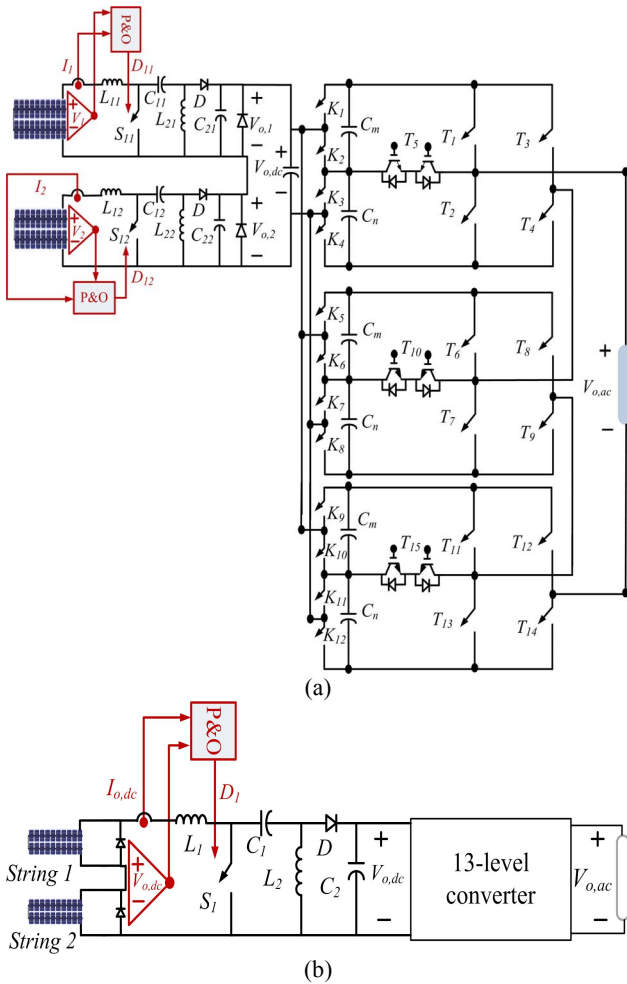 P&O
I1
D11
L11
C11
D
L21
C21
V1
S11
Vo,1
+
−
Vo,dc
I2
L12
C12
D
L22
C22
V2
S12
Vo,2
+
−
D12
P&O
K1
Cm
T5
T1
T3
K2
K3
Cn
T2
T4
K4
K5
Cm
T10
T6
T8
K6
K7
Cn
T7
T9
K8
+
Vo,ac
−
K9
Cm
T15
T11
T12
K10
K11
Cn
T13
T14
K12
(a)
P&O
Io,dc
D1
L1
C1
D
String 1
+
Vo,dc
−
S1
L2
C2
+
Vo,dc
−
13-level
converter
+
Vo,ac
−
String 2
(b)